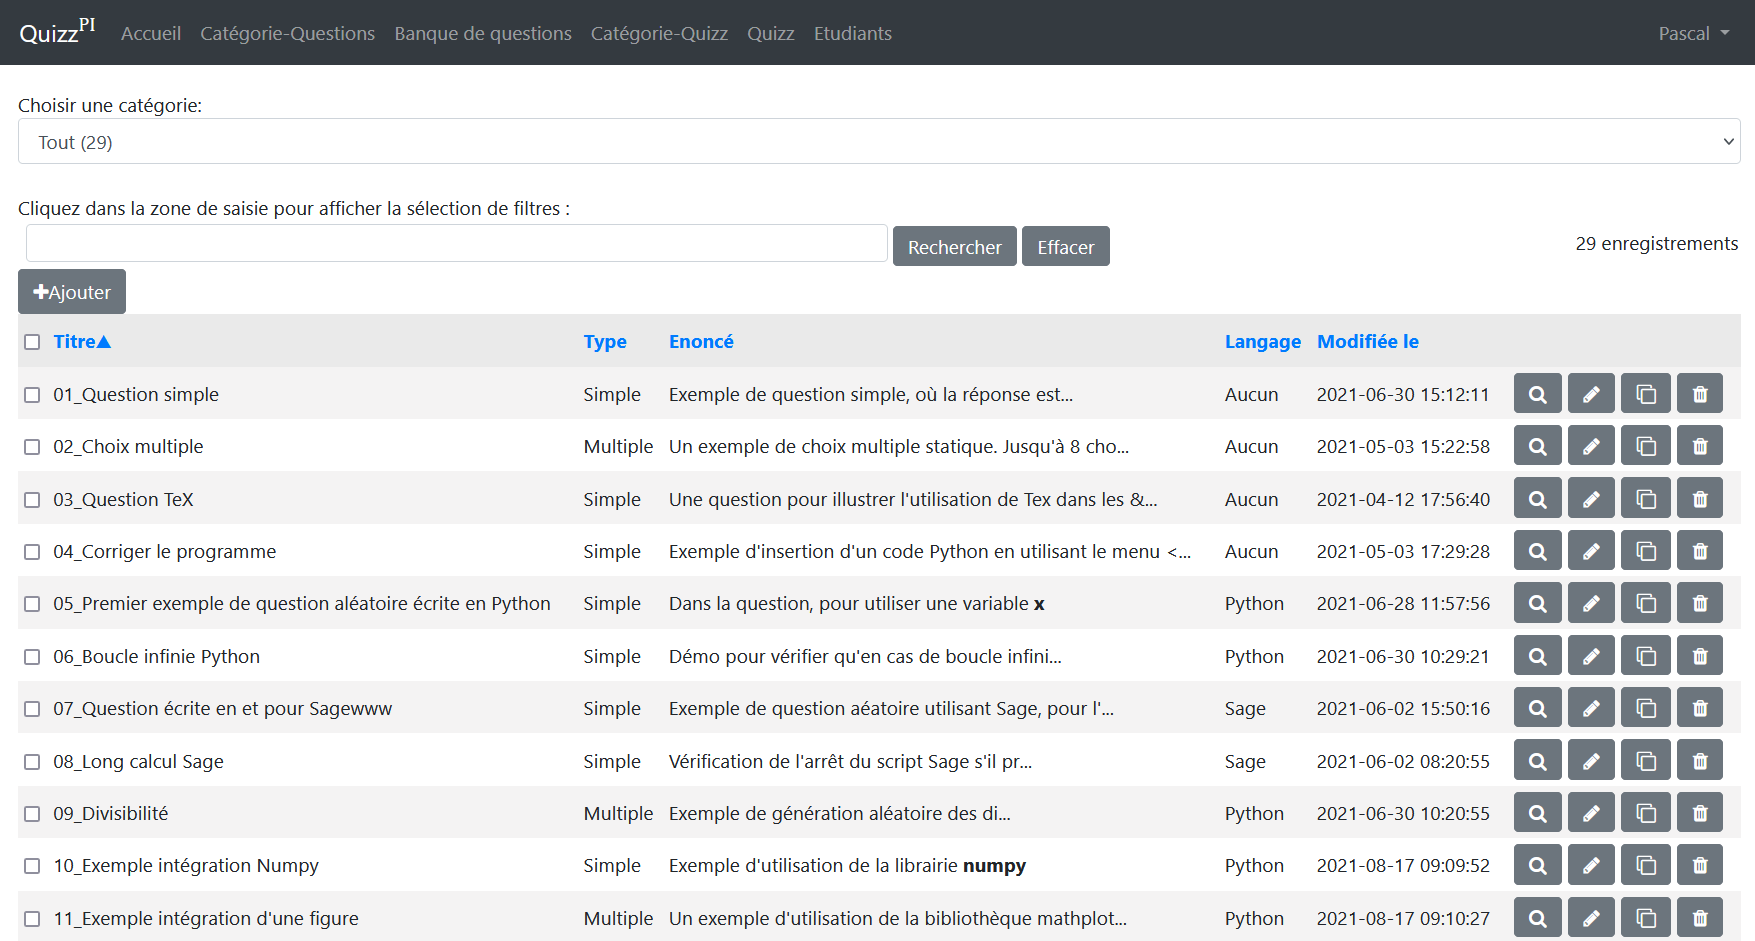 QuizzPI Accueil Catégorie-Questions Banque de questions Catégorie-Quizz Quizz Etudiants Pascal
Choisir une catégorie:
Tout (29)
Cliquez dans la zone de saisie pour afficher la sélection de filtres :
Rechercher Effacer 29 enregistrements
Ajouter
Titre Type Enoncé Langage Modifiée le
01_Question simple Simple Exemple de question simple, où la réponse est... Aucun 2021-06-30 15:12:11
02_Choix multiple Multiple Un exemple de choix multiple statique. Jusqu'à 8 cho... Aucun 2021-05-03 15:22:58
03_Question TeX Simple Une question pour illustrer l'utilisation de Tex dans les &... Aucun 2021-04-12 17:56:40
04_Corriger le programme Simple Exemple d'insertion d'un code Python en utilisant le menu <... Aucun 2021-05-03 17:29:28
05_Premier exemple de question aléatoire écrite en Python Simple Dans la question, pour utiliser une variable x Python 2021-06-28 11:57:56
06_Boucle infinie Python Simple Démo pour vérifier qu'en cas de boucle infini... Python 2021-06-30 10:29:21
07_Question écrite en et pour Sagewww Simple Exemple de question aéatoire utilisant Sage, pour l'... Sage 2021-06-02 15:50:16
08_Long calcul Sage Simple Vérification de l'arrêt du script Sage s'il pr... Sage 2021-06-02 08:20:55
09_Divisibilité Multiple Exemple de génération aléatoire des di... Python 2021-06-30 10:20:55
10_Exemple intégration Numpy Simple Exemple d'utilisation de la librairie numpy Python 2021-08-17 09:09:52
11_Exemple intégration d'une figure Multiple Un exemple d'utilisation de la bibliothèque mathplot... Python 2021-08-17 09:10:27